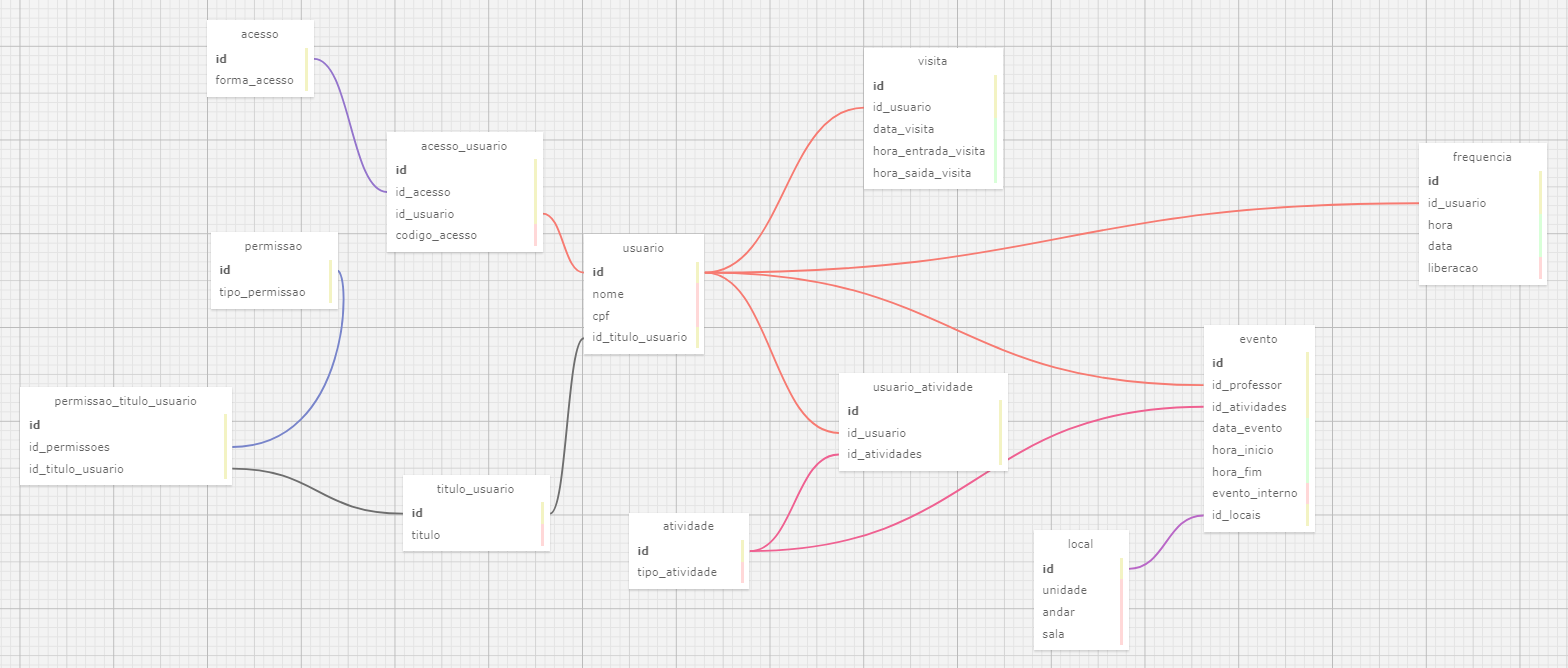 acesso
id
forma_acesso
acesso_usuario
id
id_acesso
id_usuario
codigo_acesso
permissao
id
tipo_permissao
permissao_titulo_usuario
id
id_permissoes
id_titulo_usuario
titulo_usuario
id
titulo
usuario
id
nome
cpf
id_titulo_usuario
visita
id
id_usuario
data_visita
hora_entrada_visita
hora_saida_visita
usuario_atividade
id
id_usuario
id_atividades
atividade
id
tipo_atividade
frequencia
id
id_usuario
hora
data
liberacao
evento
id
id_professor
id_atividades
data_evento
hora_inicio
hora_fim
evento_interno
id_locais
local
id
unidade
andar
sala